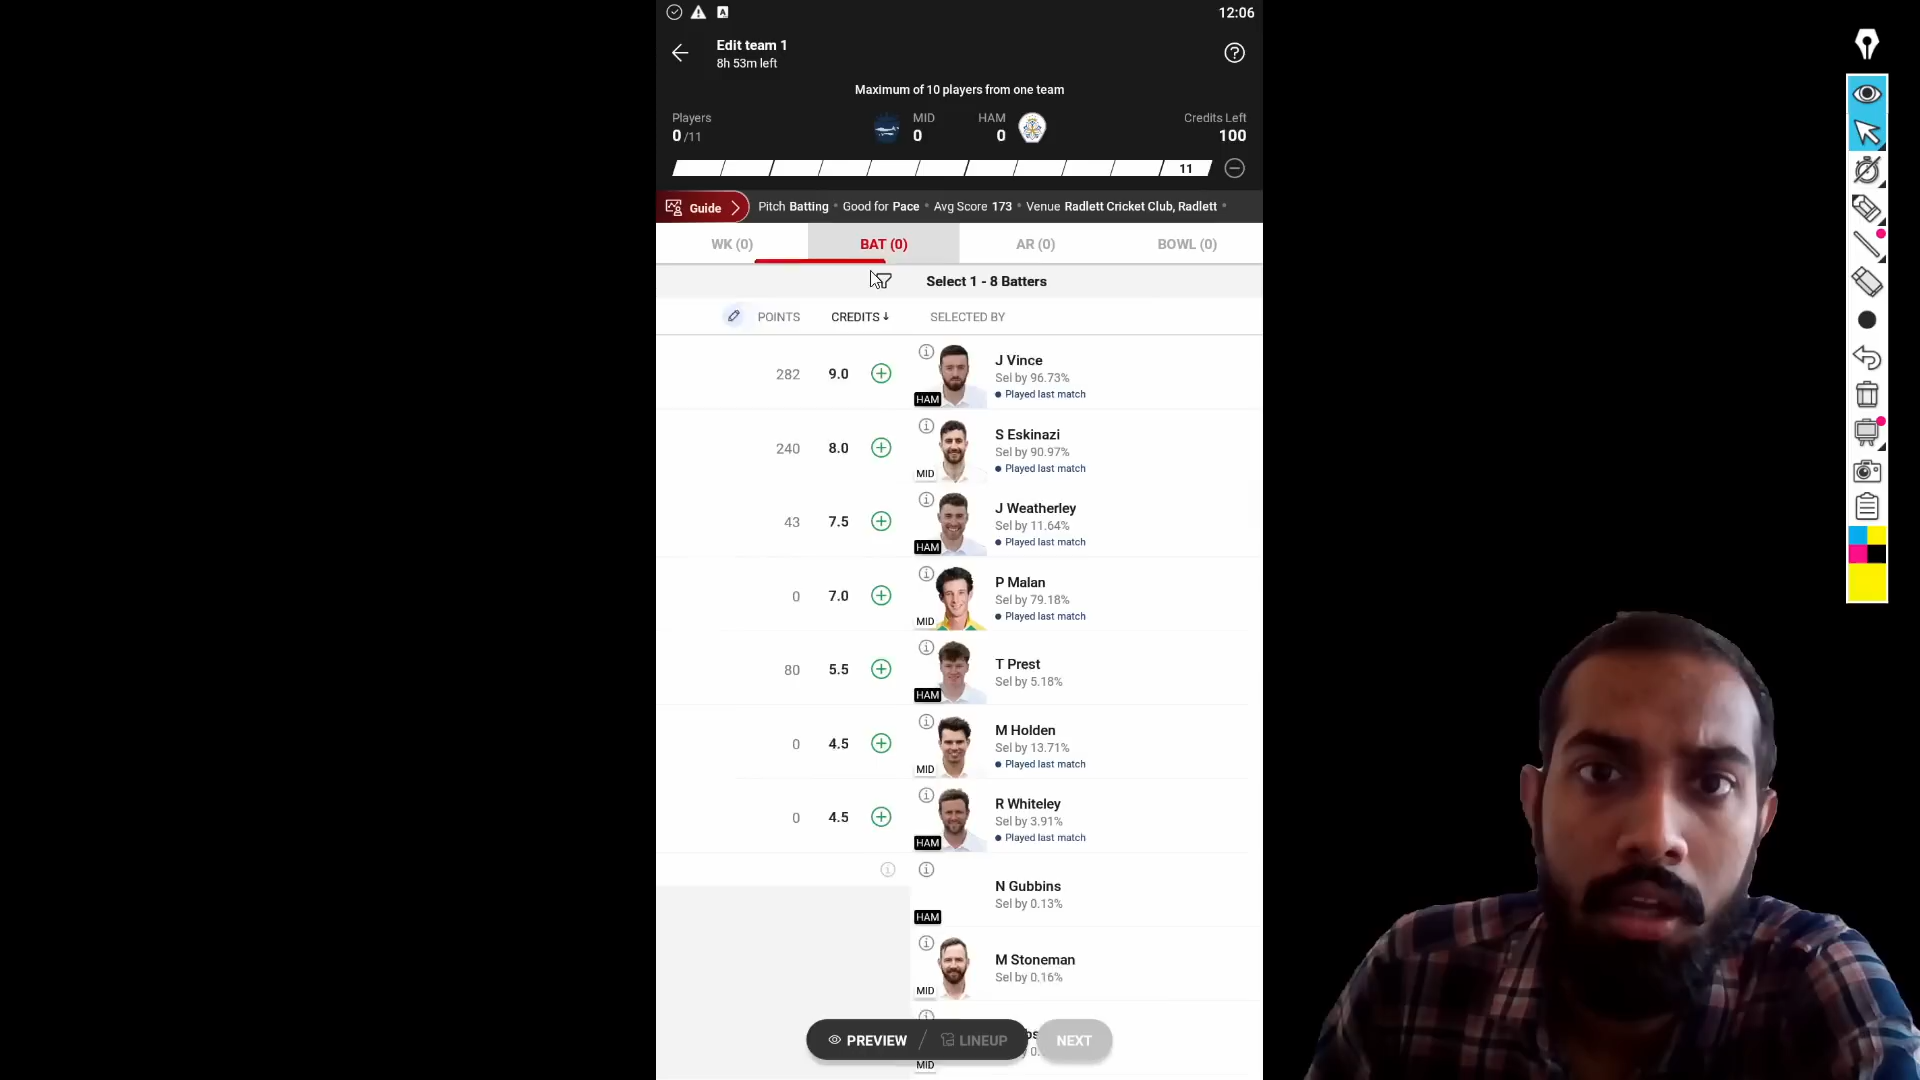 12:06
Edit team 1
8h 53m left
Maximum of 10 players from one team
Players
0 /11
MID
0
HAM
0
Credits Left
100
11
Guide
Pitch Batting • Good for Pace • Avg Score 173 • Venue Radlett Cricket Club, Radlett •
WK (0)
BAT (0)
AR (0)
BOWL (0)
Select 1 - 8 Batters
POINTS CREDITS ↓ SELECTED BY
282 9.0 HAM
J Vince
Sel by 96.73%
Played last match
240 8.0 MID
S Eskinazi
Sel by 90.97%
Played last match
43 7.5 HAM
J Weatherley
Sel by 11.64%
Played last match
0 7.0 MID
P Malan
Sel by 79.18%
Played last match
80 5.5 HAM
T Prest
Sel by 5.18%
0 4.5 MID
M Holden
Sel by 13.71%
Played last match
0 4.5 HAM
R Whiteley
Sel by 3.91%
Played last match
HAM
N Gubbins
Sel by 0.13%
MID
M Stoneman
Sel by 0.16%
PREVIEW
LINEUP
NEXT
MID